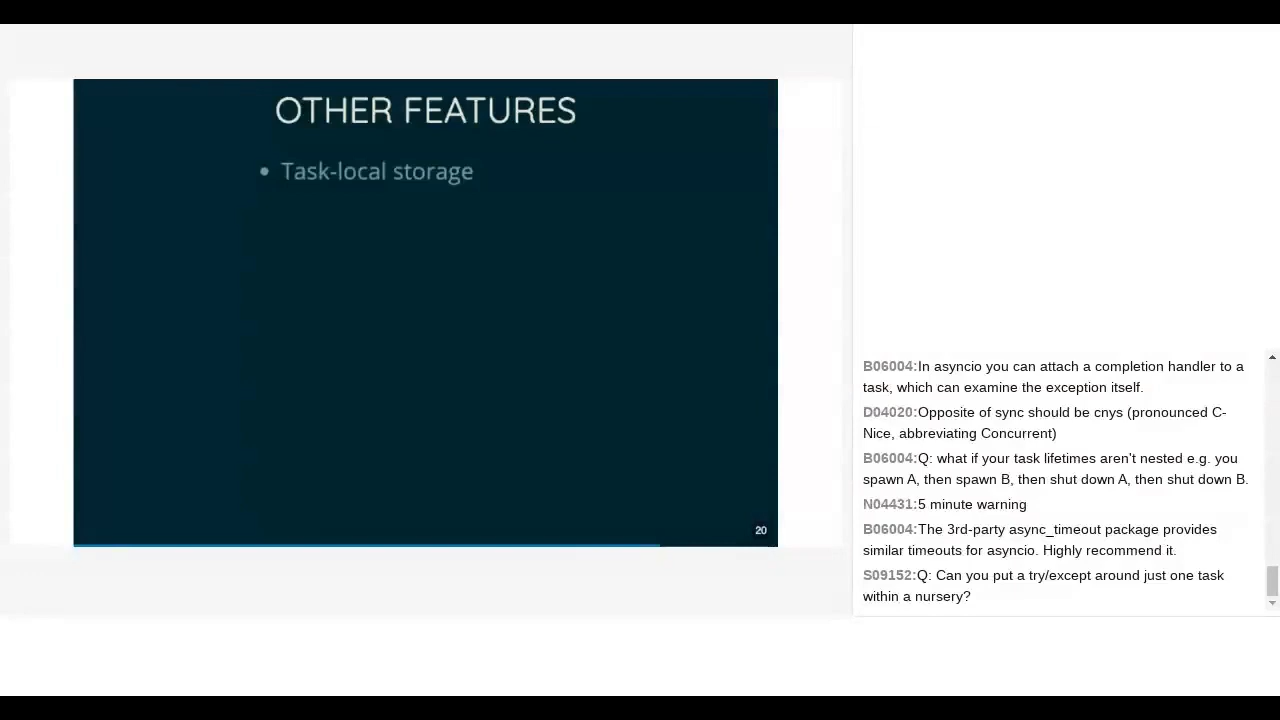 OTHER FEATURES
• Task-local storage
20
B06004:In asyncio you can attach a completion handler to a
task, which can examine the exception itself.
D04020:Opposite of sync should be cnys (pronounced C-
Nice, abbreviating Concurrent)
B06004:Q: what if your task lifetimes aren't nested e.g. you
spawn A, then spawn B, then shut down A, then shut down B.
N04431:5 minute warning
B06004:The 3rd-party async_timeout package provides
similar timeouts for asyncio. Highly recommend it.
S09152:Q: Can you put a try/except around just one task
within a nursery?